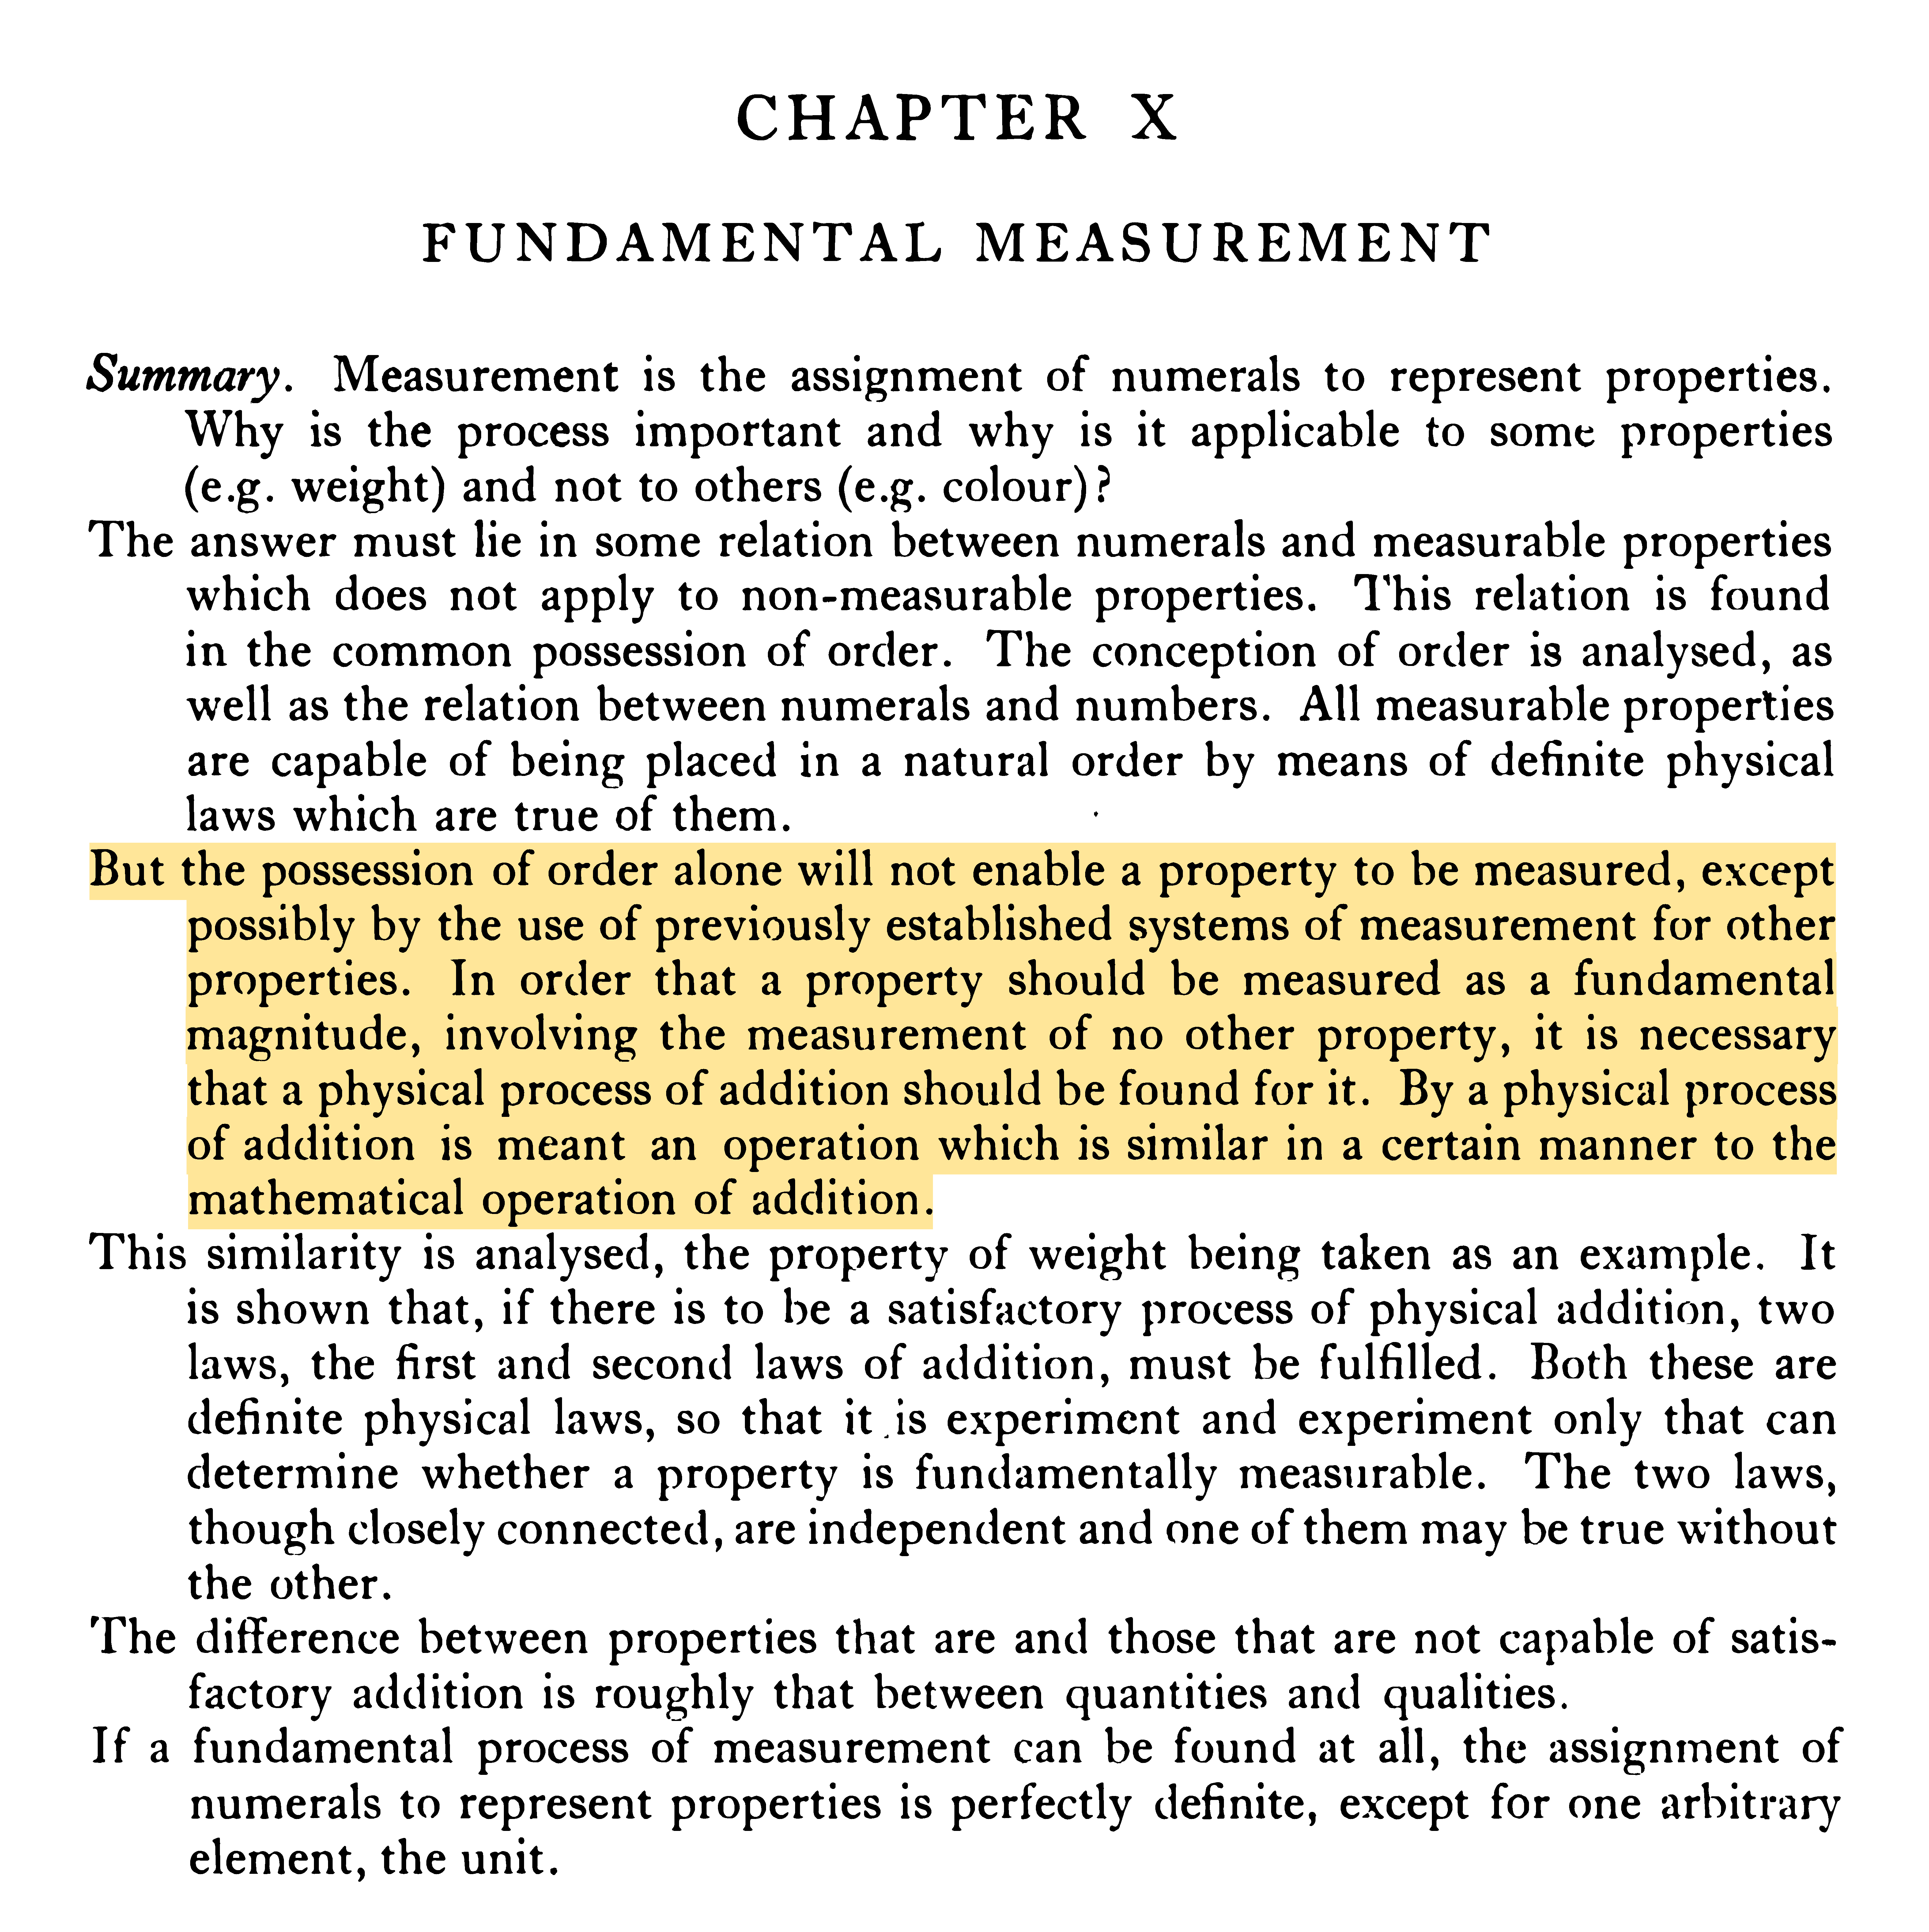 CHAPTER X
FUNDAMENTAL MEASUREMENT
Summary. Measurement is the assignment of numerals to represent properties.
Why is the process important and why is it applicable to some properties
(e.g. weight) and not to others (e.g. colour)?
The answer must lie in some relation between numerals and measurable properties
which does not apply to non-measurable properties. This relation is found
in the common possession of order. The conception of order is analysed, as
well as the relation between numerals and numbers. All measurable properties
are capable of being placed in a natural order by means of definite physical
laws which are true of them.
But the possession of order alone will not enable a property to be measured, except
possibly by the use of previously established systems of measurement for other
properties. In order that a property should be measured as a fundamental
magnitude, involving the measurement of no other property, it is necessary
that a physical process of addition should be found for it. By a physical process
of addition is meant an operation which is similar in a certain manner to the
mathematical operation of addition.
This similarity is analysed, the property of weight being taken as an example. It
is shown that, if there is to be a satisfactory process of physical addition, two
laws, the first and second laws of addition, must be fulfilled. Both these are
definite physical laws, so that it is experiment and experiment only that can
determine whether a property is fundamentally measurable. The two laws,
though closely connected, are independent and one of them may be true without
the other.
The difference between properties that are and those that are not capable of satis-
factory addition is roughly that between quantities and qualities.
If a fundamental process of measurement can be found at all, the assignment of
numerals to represent properties is perfectly definite, except for one arbitrary
element, the unit.